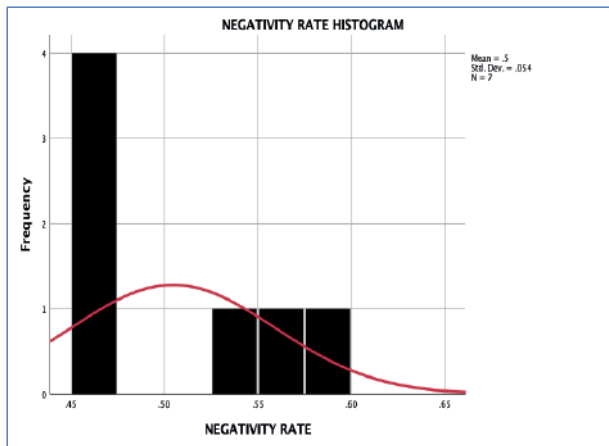 NEGATIVITY RATE HISTOGRAM
Mean = .5
Std. Dev. = .054
N = 7
4
3
2
1
0
Frequency
.45 .50 .55 .60 .65
NEGATIVITY RATE